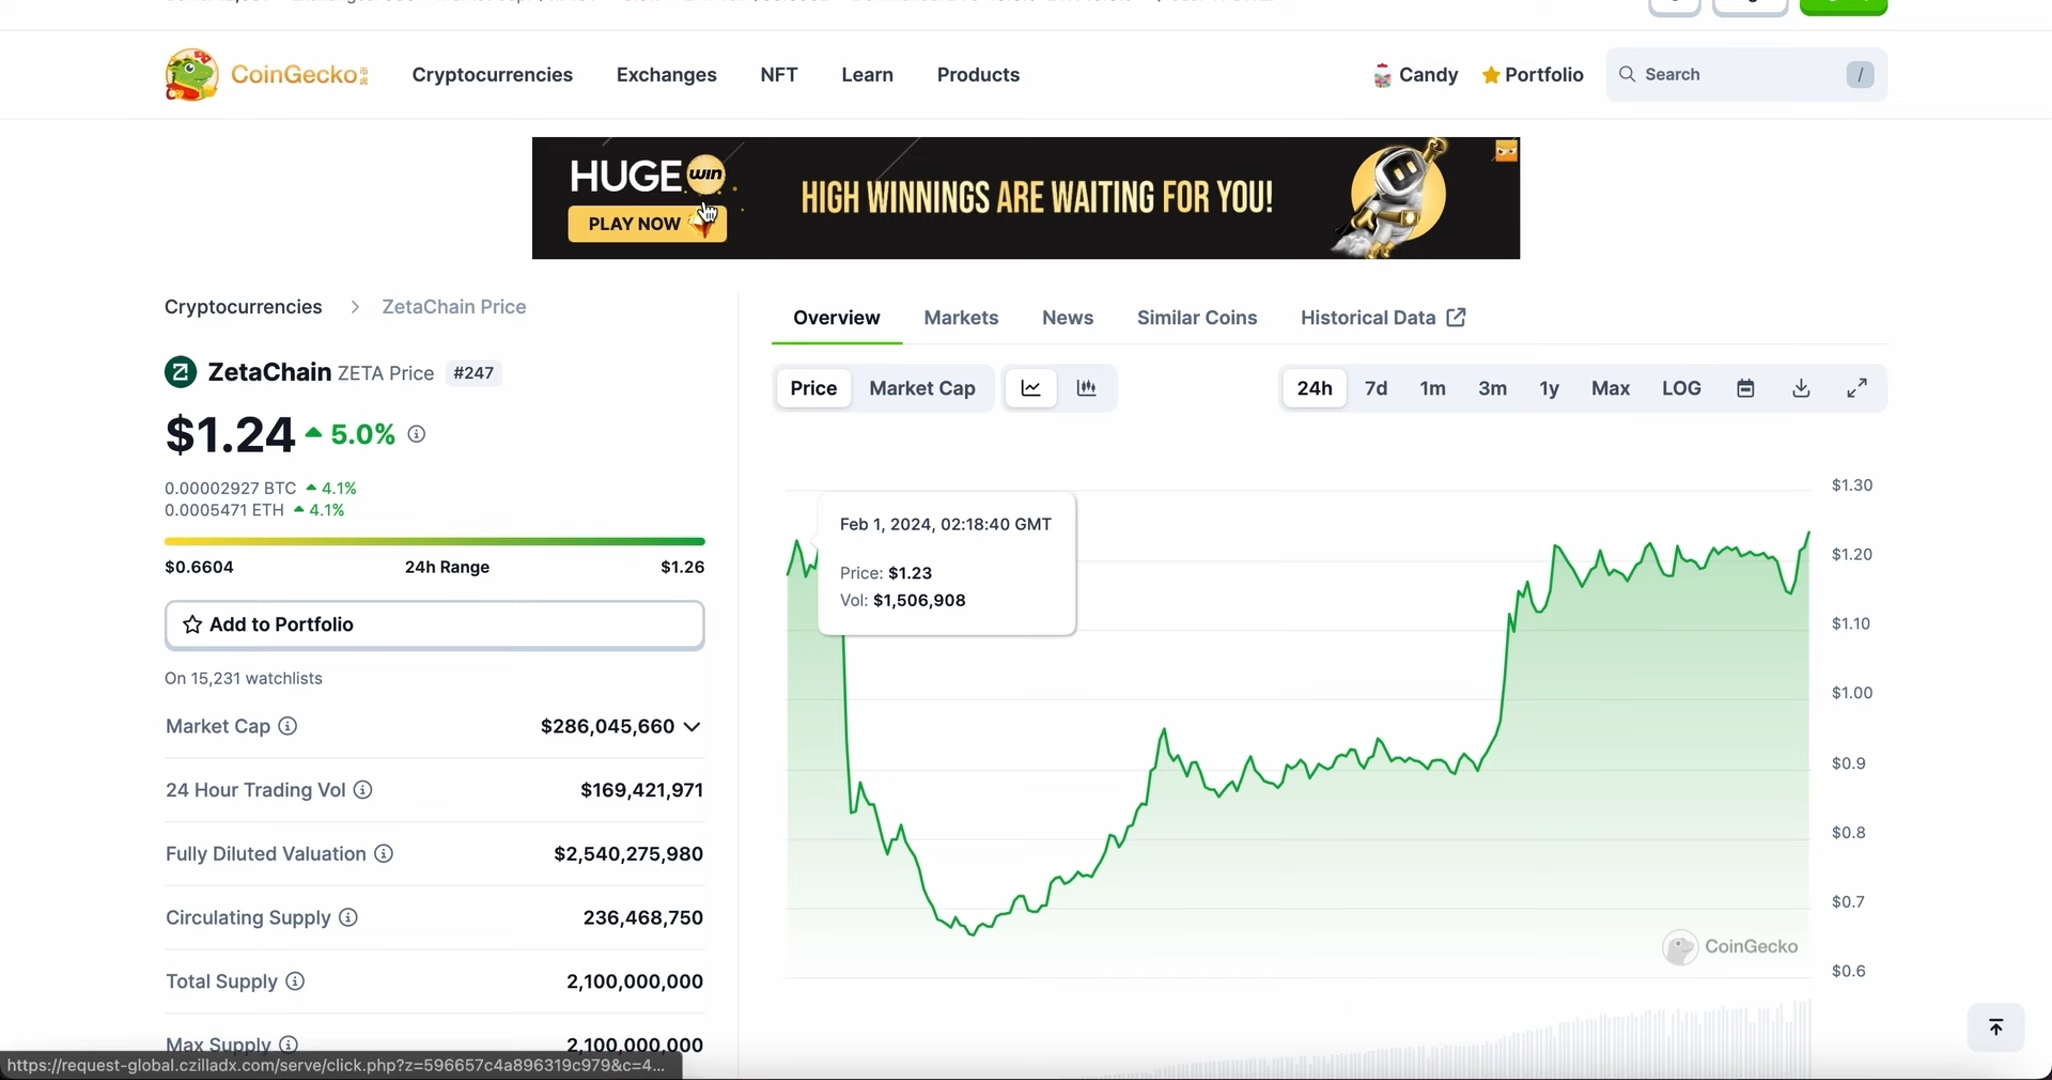 CoinGecko
Cryptocurrencies
Exchanges
NFT
Learn
Products
Candy
Portfolio
Search
/
HUGE win
PLAY NOW
HIGH WINNINGS ARE WAITING FOR YOU!
Cryptocurrencies > ZetaChain Price
ZetaChain ZETA Price #247
$1.24 5.0%
0.00002927 BTC 4.1%
0.0005471 ETH 4.1%
$0.6604 24h Range $1.26
Add to Portfolio
On 15,231 watchlists
Market Cap $286,045,660
24 Hour Trading Vol $169,421,971
Fully Diluted Valuation $2,540,275,980
Circulating Supply 236,468,750
Total Supply 2,100,000,000
Max Supply 2,100,000,000
https://request-global.czilladx.com/serve/click.php?z=596657c4a896319c979&c=4...
Overview
Markets
News
Similar Coins
Historical Data
Price
Market Cap
24h
7d
1m
3m
1y
Max
LOG
Feb 1, 2024, 02:18:40 GMT
Price: $1.23
Vol: $1,506,908
$1.30
$1.20
$1.10
$1.00
$0.9
$0.8
$0.7
$0.6
CoinGecko